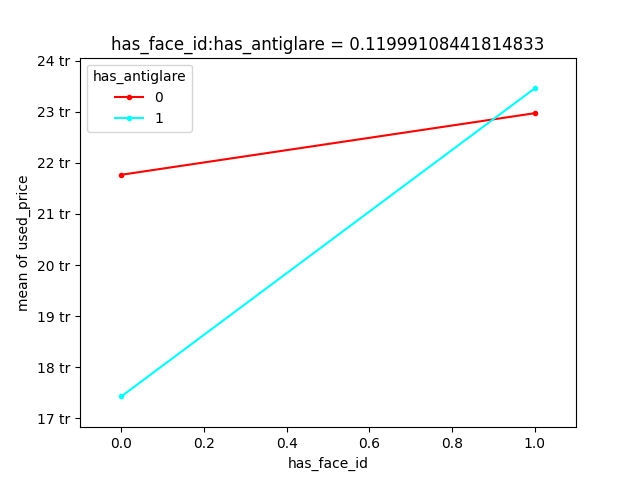 has_face_id:has_antiglare = 0.11999108441814833
24 tr
23 tr
22 tr
21 tr
20 tr
19 tr
18 tr
17 tr
mean of used_price
has_antiglare
0
1
0.0 0.2 0.4 0.6 0.8 1.0
has_face_id